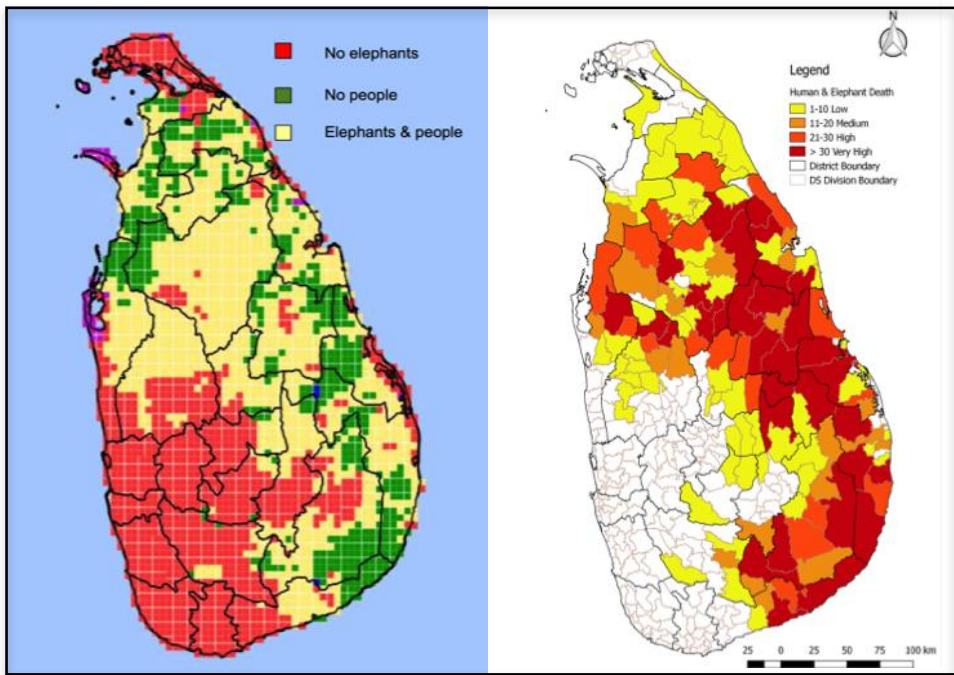 No elephants
No people
Elephants & people
N
Legend
Human & Elephant Death
1-10 Low
11-20 Medium
21-30 High
> 30 Very High
District Boundary
DS Division Boundary
25 0 25 50 75 100 km